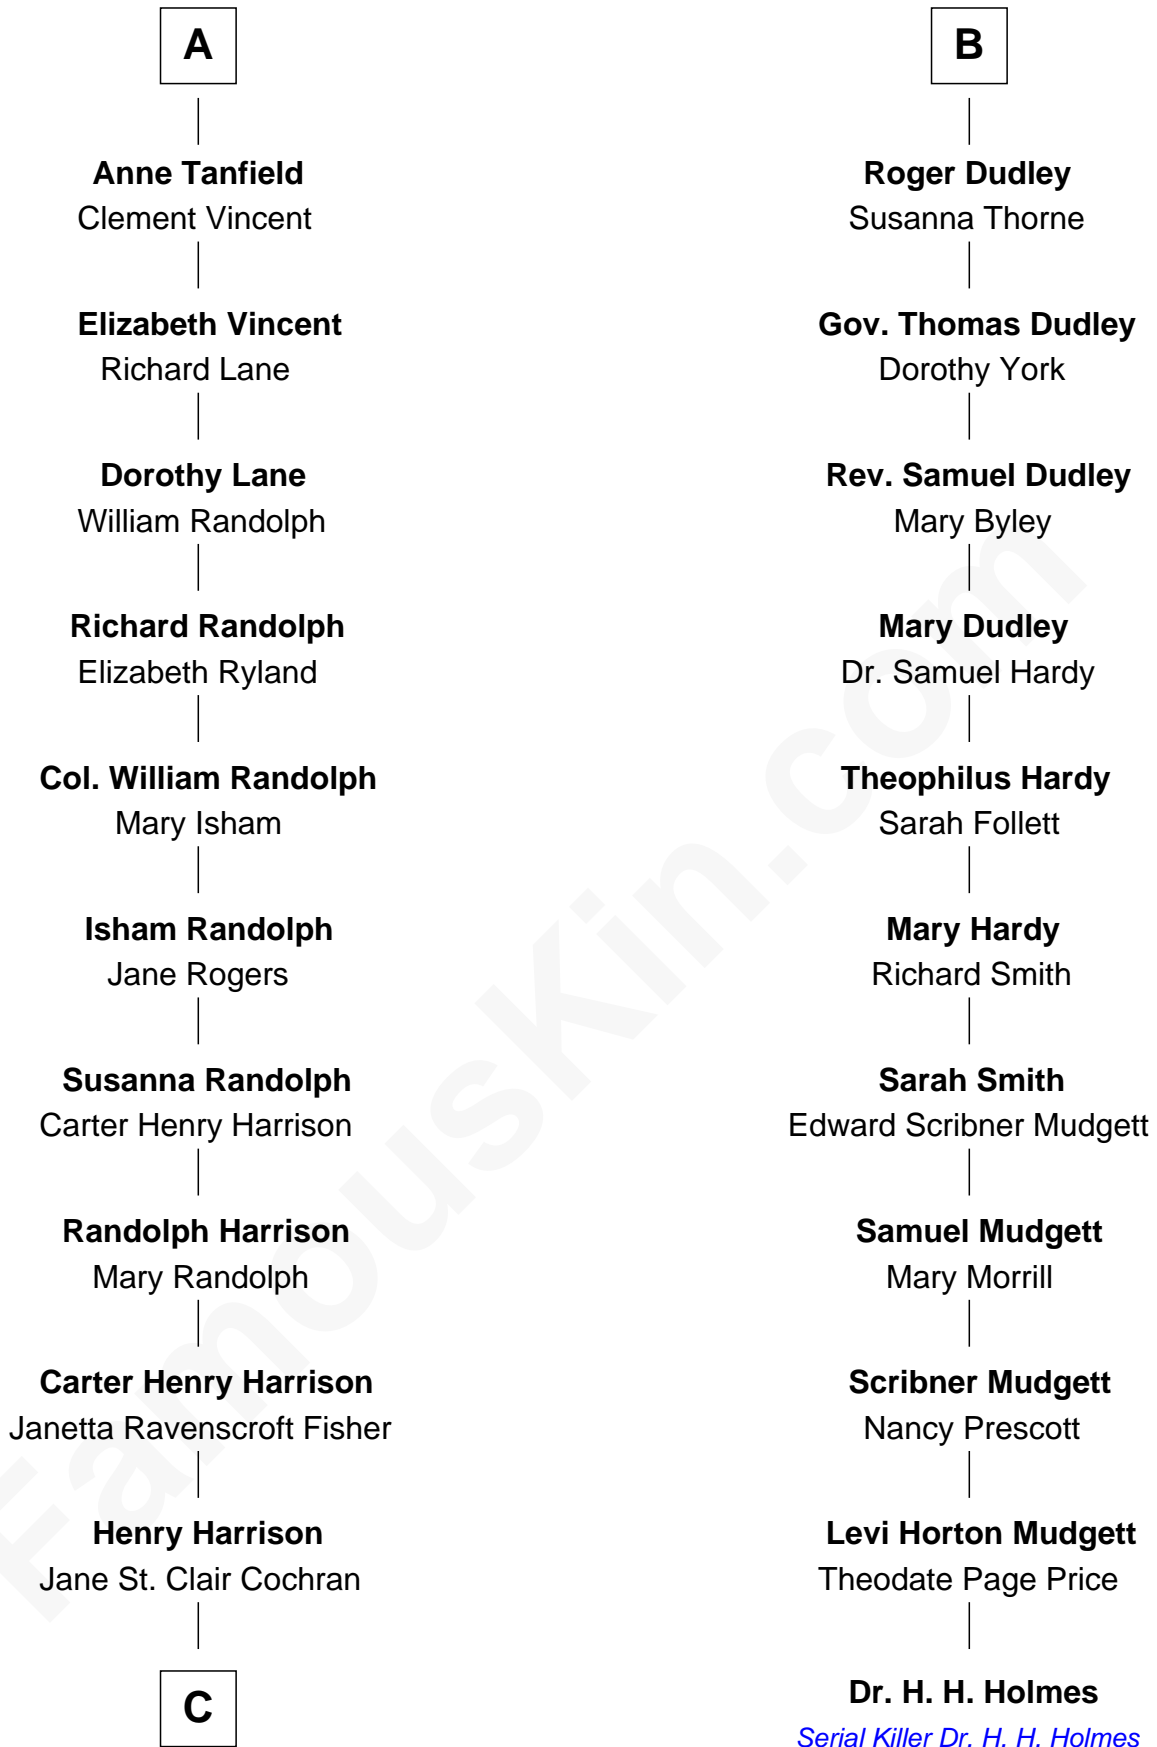 A
Anne Tanfield
Clement Vincent
Elizabeth Vincent
Richard Lane
Dorothy Lane
William Randolph
Richard Randolph
Elizabeth Ryland
Col. William Randolph
Mary Isham
Isham Randolph
Jane Rogers
Susanna Randolph
Carter Henry Harrison
Randolph Harrison
Mary Randolph
Carter Henry Harrison
Janetta Ravenscroft Fisher
Henry Harrison
Jane St. Clair Cochran
C
B
Roger Dudley
Susanna Thorne
Gov. Thomas Dudley
Dorothy York
Rev. Samuel Dudley
Mary Byley
Mary Dudley
Dr. Samuel Hardy
Theophilus Hardy
Sarah Follett
Mary Hardy
Richard Smith
Sarah Smith
Edward Scribner Mudgett
Samuel Mudgett
Mary Morrill
Scribner Mudgett
Nancy Prescott
Levi Horton Mudgett
Theodate Page Price
Dr. H. H. Holmes
Serial Killer Dr. H. H. Holmes
FamousKin.com